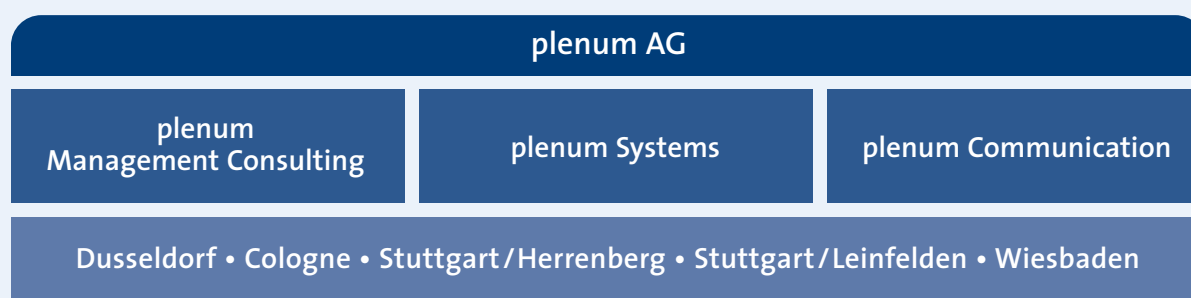 plenum AG
plenum
Management Consulting
plenum Systems
plenum Communication
Dusseldorf • Cologne • Stuttgart/Herrenberg • Stuttgart/Leinfelden • Wiesbaden